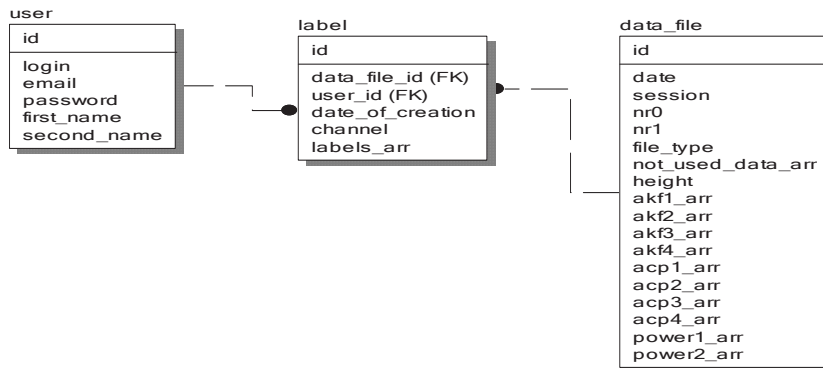 user
id
login
email
password
first_name
second_name
label
id
data_file_id (FK)
user_id (FK)
date_of_creation
channel
labels_arr
data_file
id
date
session
nr0
nr1
file_type
not_used_data_arr
height
akf1_arr
akf2_arr
akf3_arr
akf4_arr
acp1_arr
acp2_arr
acp3_arr
acp4_arr
power1_arr
power2_arr